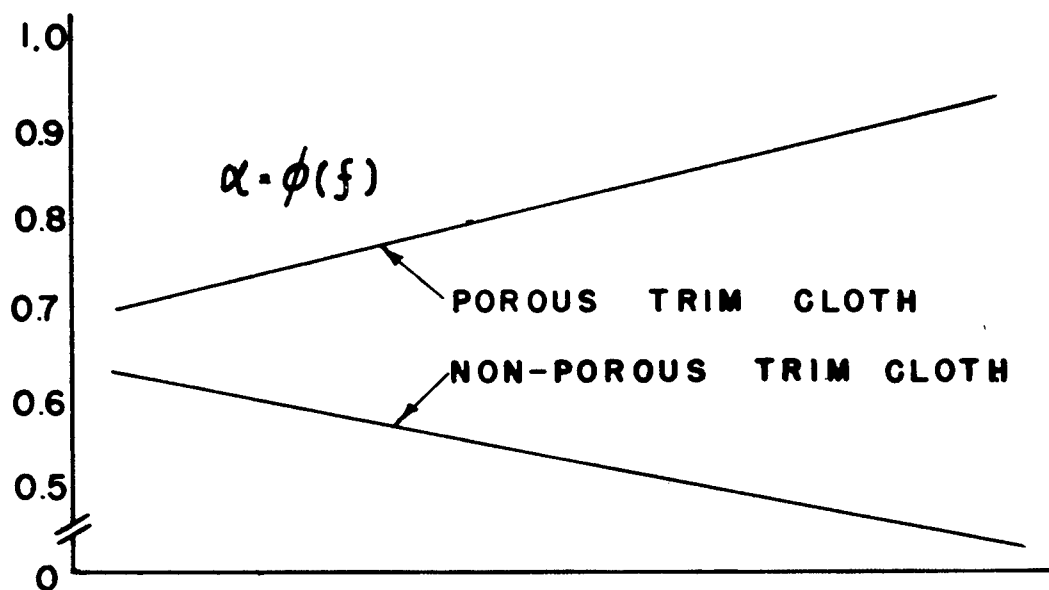 1.0
0.9
α = φ(f)
0.8
0.7
POROUS TRIM CLOTH
NON-POROUS TRIM CLOTH
0.6
0.5
0